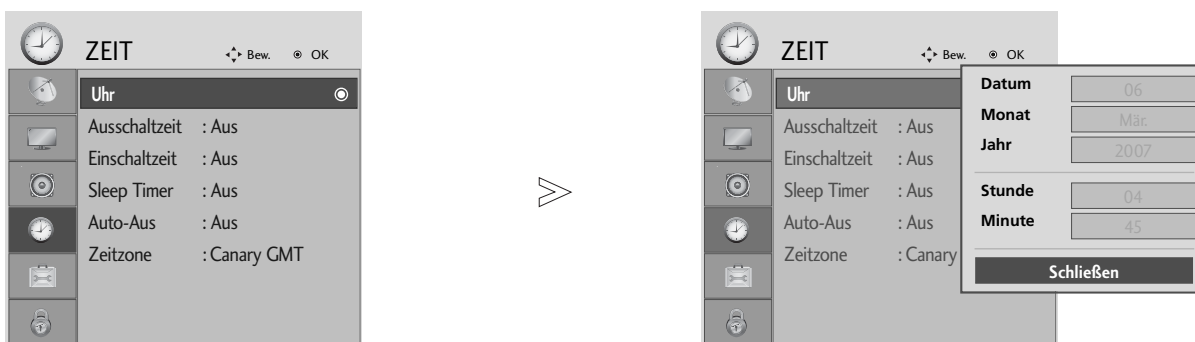 ZEIT Bew. OK
Uhr
Ausschaltzeit : Aus
Einschaltzeit : Aus
Sleep Timer : Aus
Auto-Aus : Aus
Zeitzone : Canary GMT
ZEIT Bew. OK
Uhr
Ausschaltzeit : Aus
Einschaltzeit : Aus
Sleep Timer : Aus
Auto-Aus : Aus
Zeitzone : Canary
Datum 06
Monat Mär.
Jahr 2007
Stunde 04
Minute 45
Schließen